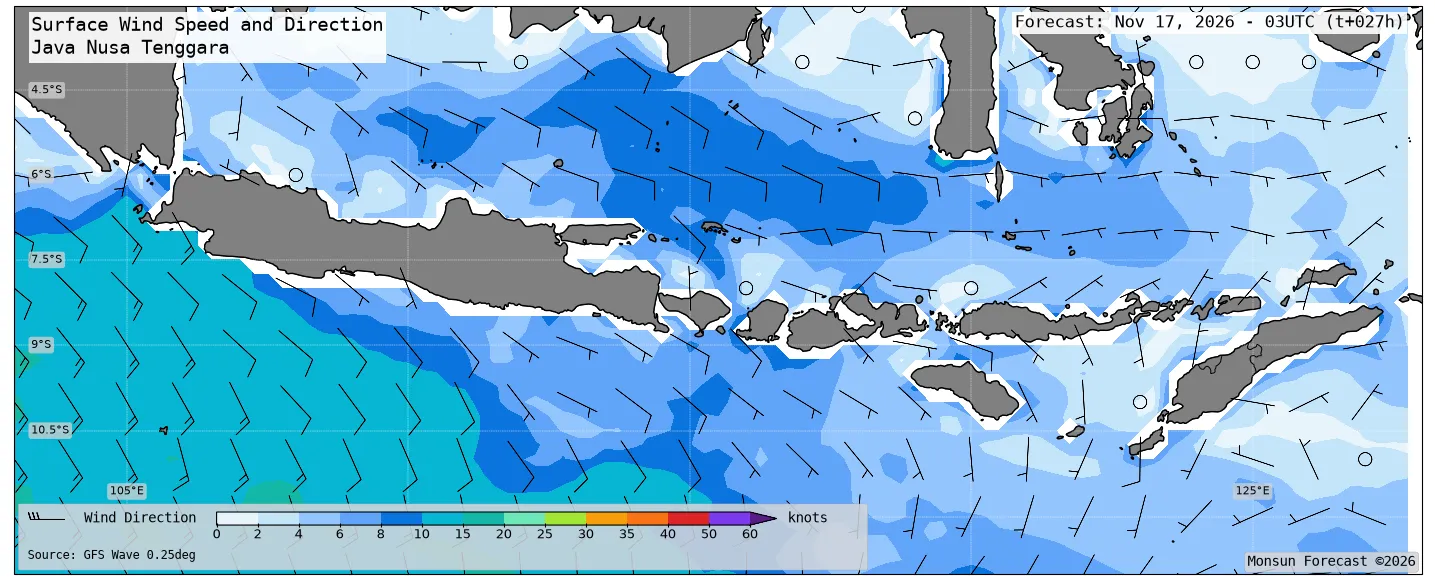 Surface Wind Speed and Direction
Java Nusa Tenggara
Forecast: Nov 17, 2026 - 03UTC (t+027h)
4.5°S
6°S
7.5°S
9°S
10.5°S
105°E
125°E
Wind Direction
0 2 4 6 8 10 15 20 25 30 35 40 50 60
knots
Source: GFS Wave 0.25deg
Monsun Forecast ©2026